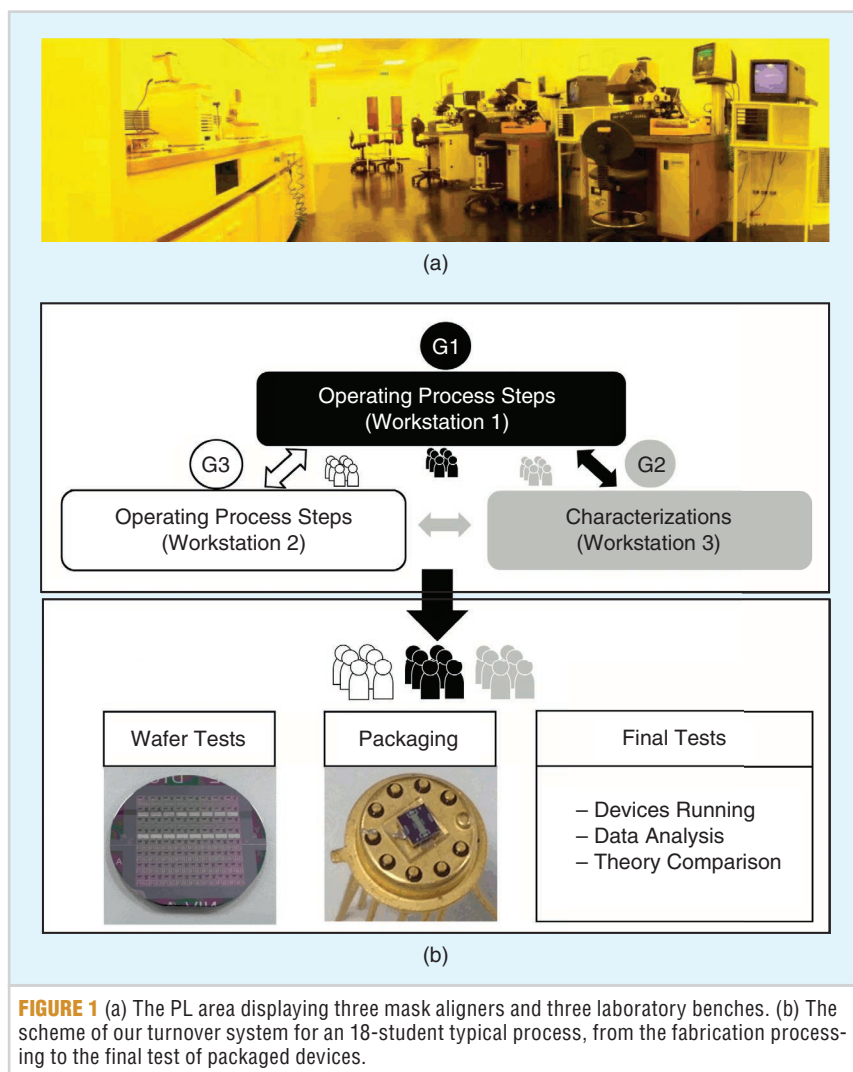 (a)
G1
Operating Process Steps
(Workstation 1)
G3
G2
Operating Process Steps
(Workstation 2)
Characterizations
(Workstation 3)
Wafer Tests
Packaging
Final Tests
– Devices Running
– Data Analysis
– Theory Comparison
(b)
FIGURE 1 (a) The PL area displaying three mask aligners and three laboratory benches. (b) The
scheme of our turnover system for an 18-student typical process, from the fabrication process-
ing to the final test of packaged devices.